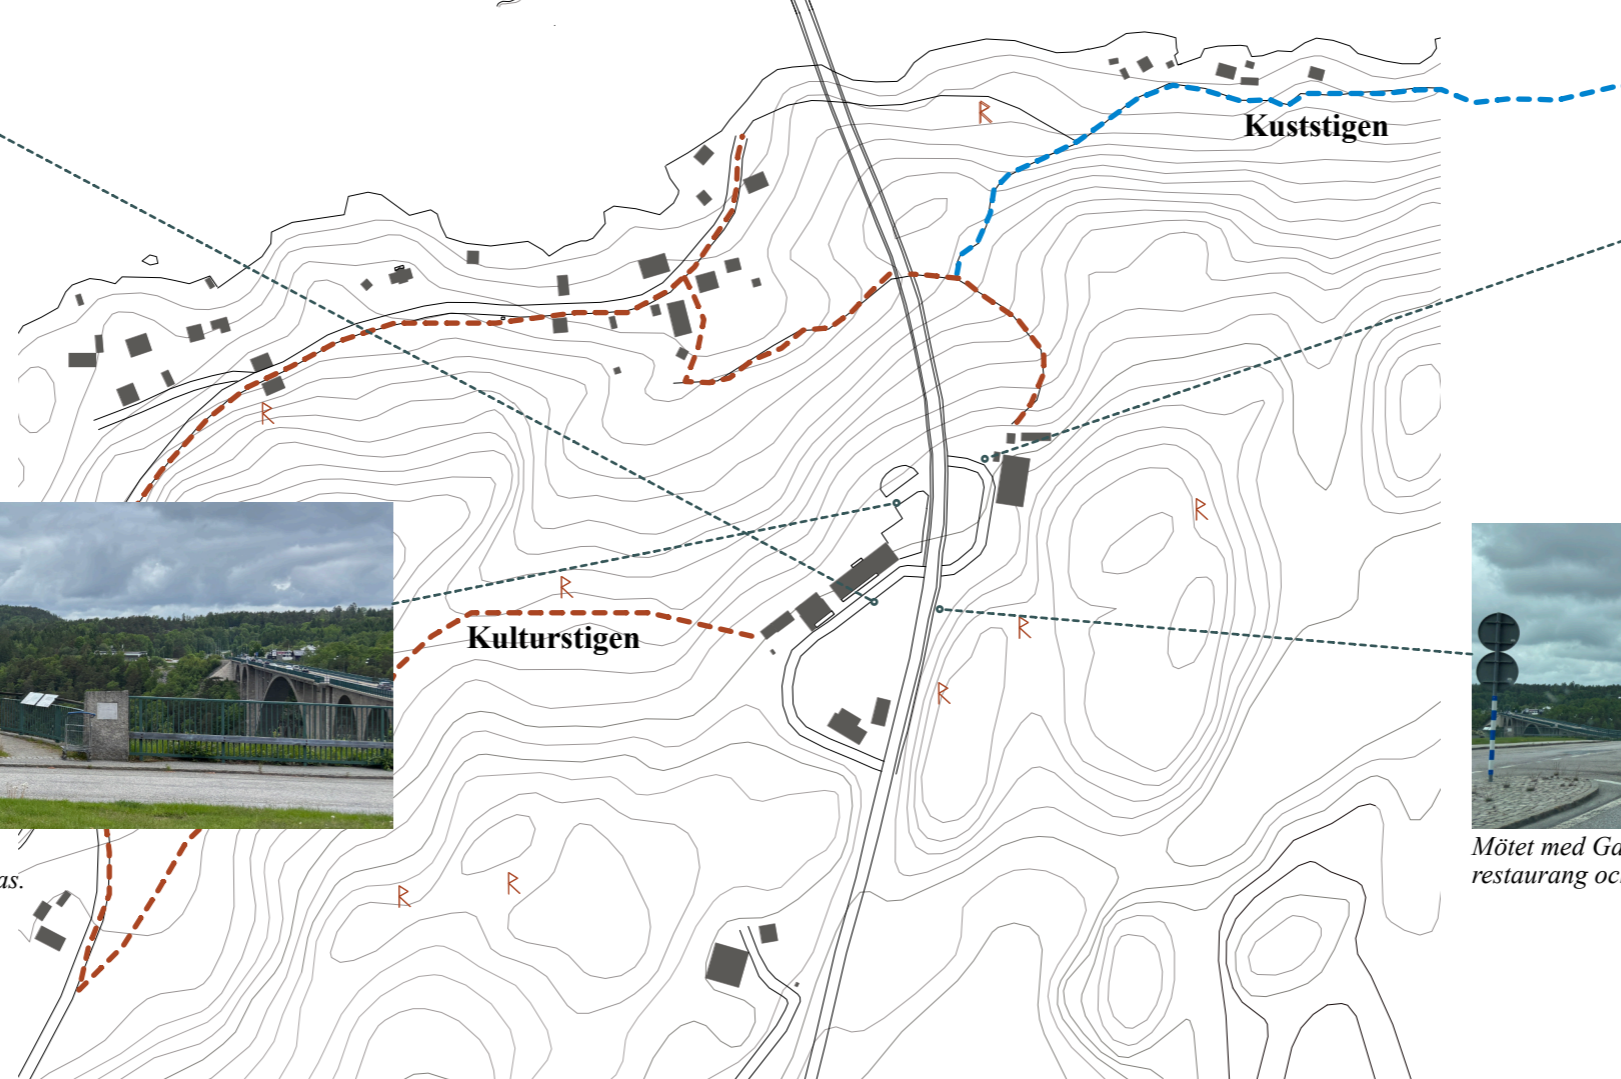 Kuststigen
R
R
R
R
Kulturstigen
R
R
R
R
as.
Mötet med Ga
restaurang oc